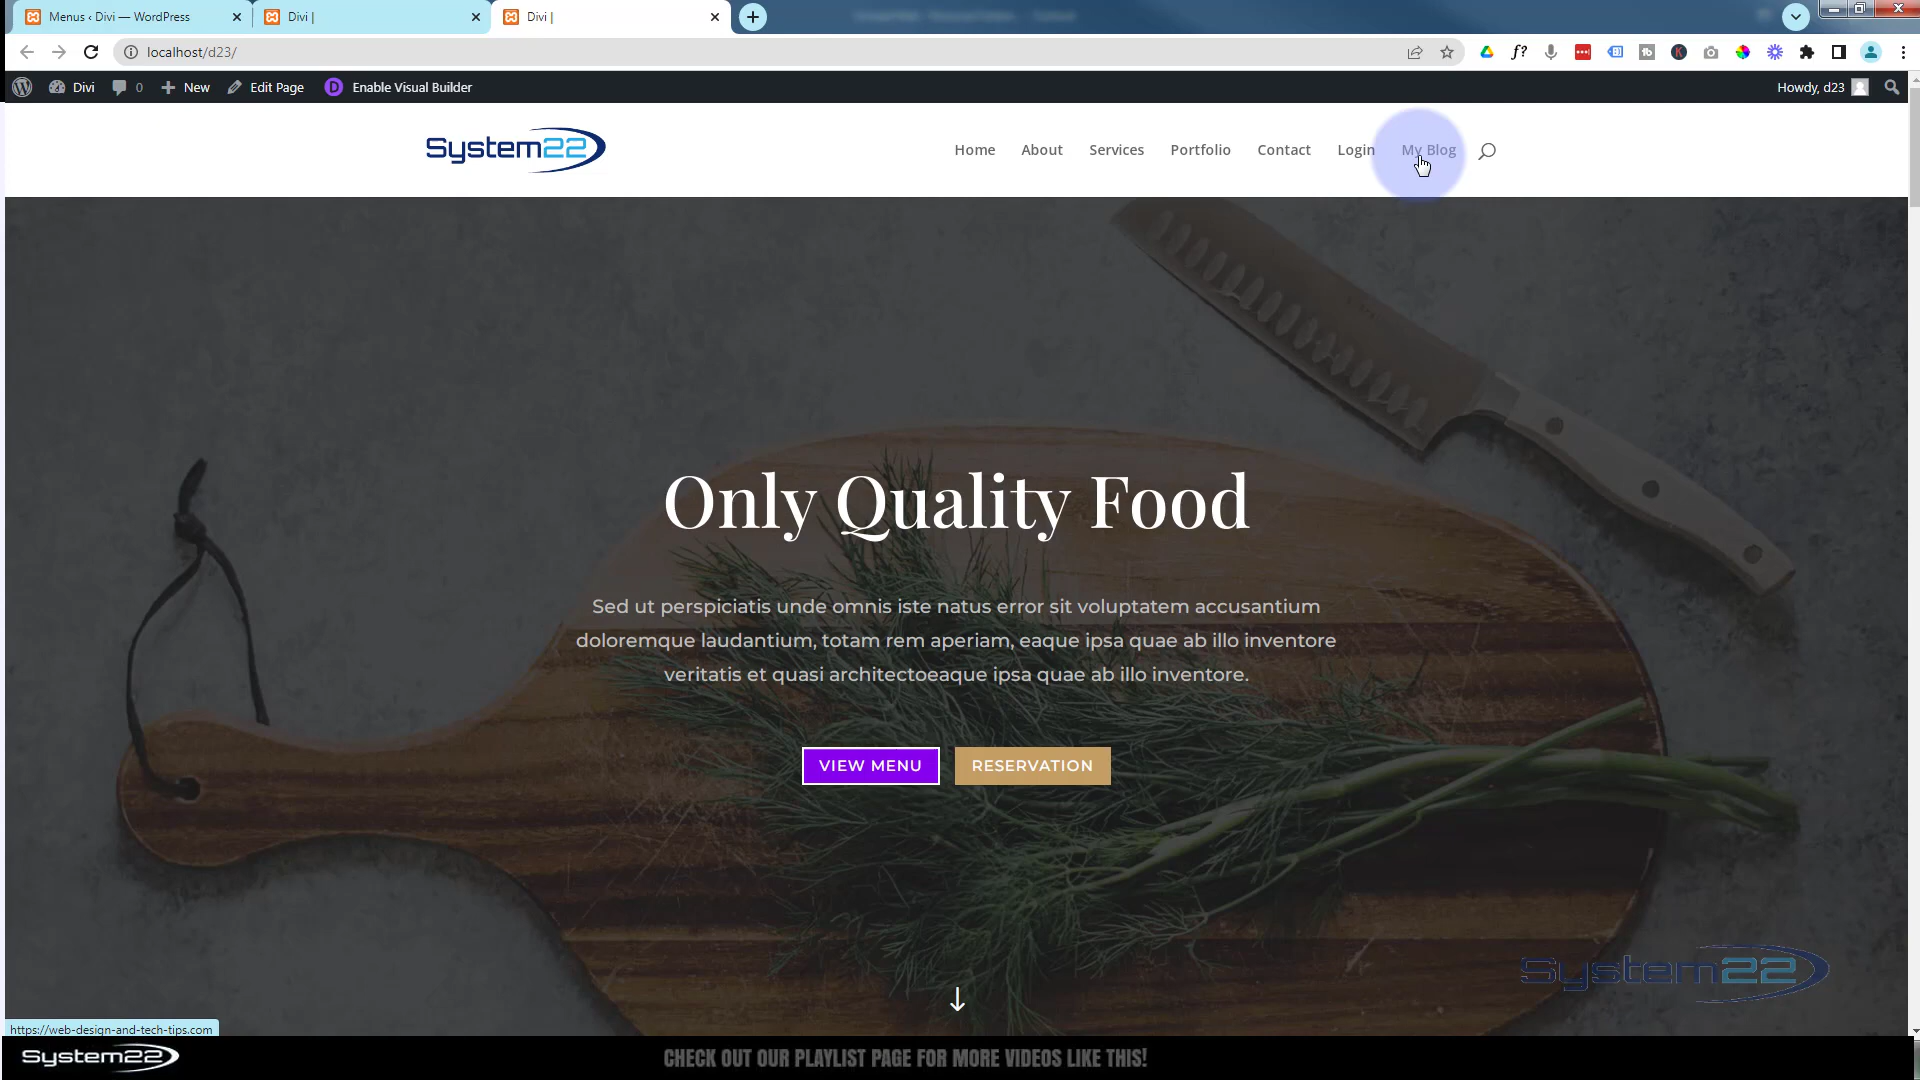 Menus ‹ Divi — WordPress
Divi |
Divi |
localhost/d23/
Divi
0
New
Edit Page
Enable Visual Builder
Howdy, d23
System22
Home
About
Services
Portfolio
Contact
Login
My Blog
Only Quality Food
Sed ut perspiciatis unde omnis iste natus error sit voluptatem accusantium
doloremque laudantium, totam rem aperiam, eaque ipsa quae ab illo inventore
veritatis et quasi architectoeaque ipsa quae ab illo inventore.
VIEW MENU
RESERVATION
System22
https://web-design-and-tech-tips.com
System22
CHECK OUT OUR PLAYLIST PAGE FOR MORE VIDEOS LIKE THIS!